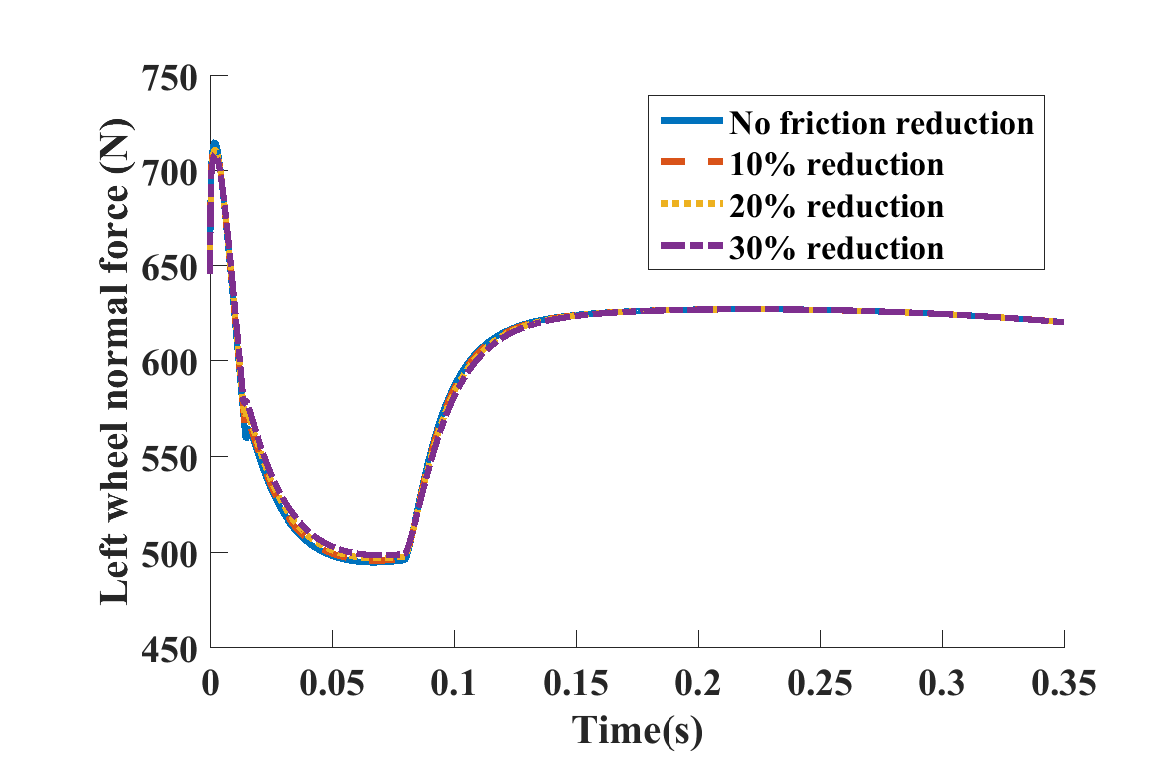 Left wheel normal force (N)
750
700
650
600
550
500
450
No friction reduction
10% reduction
20% reduction
30% reduction
0
0.05
0.1
0.15
0.2
0.25
0.3
0.35
Time(s)